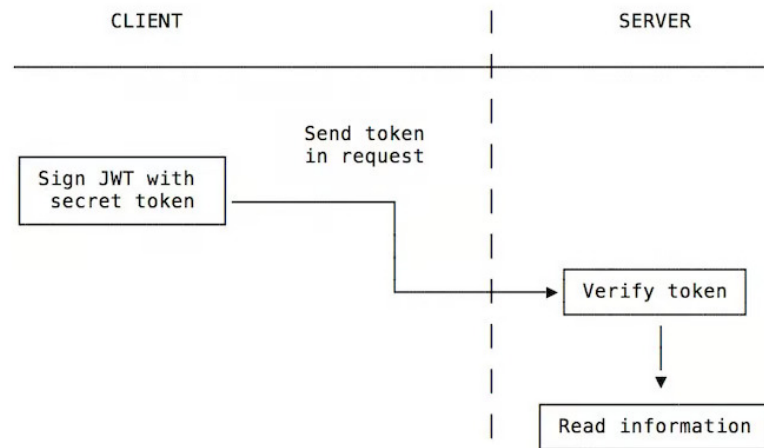 CLIENT
SERVER
Send token
in request
Sign JWT with
secret token
Verify token
Read information